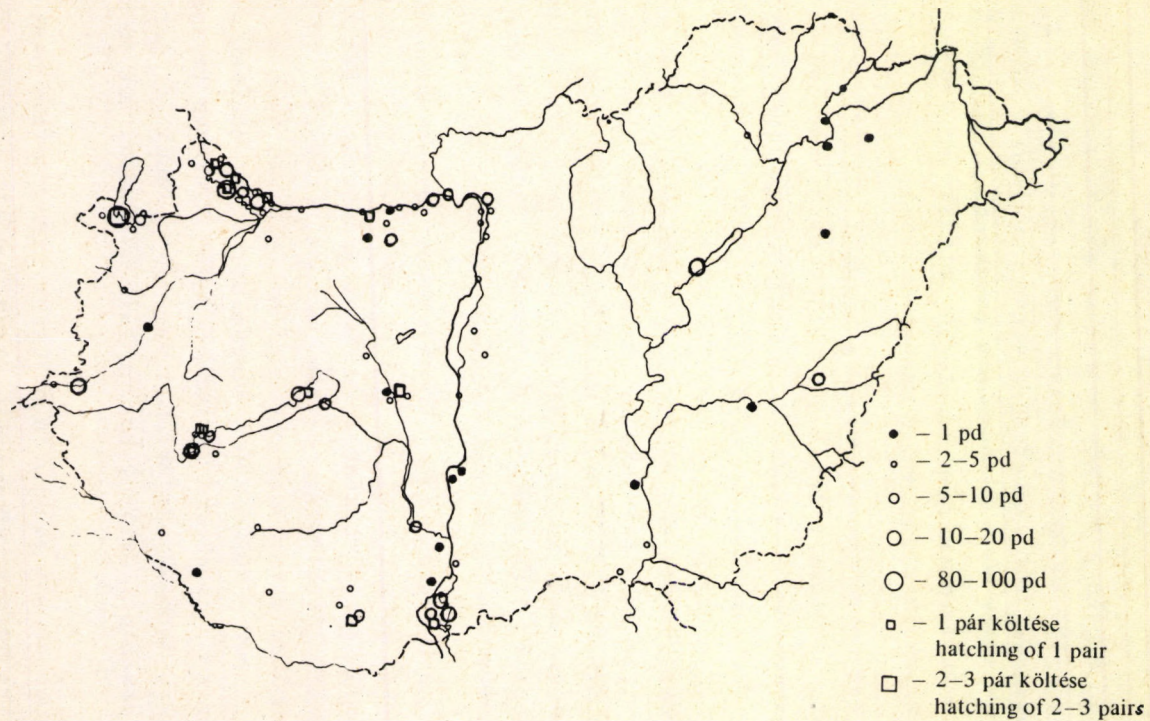 ● – 1 pd
○ – 2–5 pd
○ – 5–10 pd
○ – 10–20 pd
○ – 80–100 pd
□ – 1 pár költése
hatching of 1 pair
□ – 2–3 pár költése
hatching of 2–3 pairs